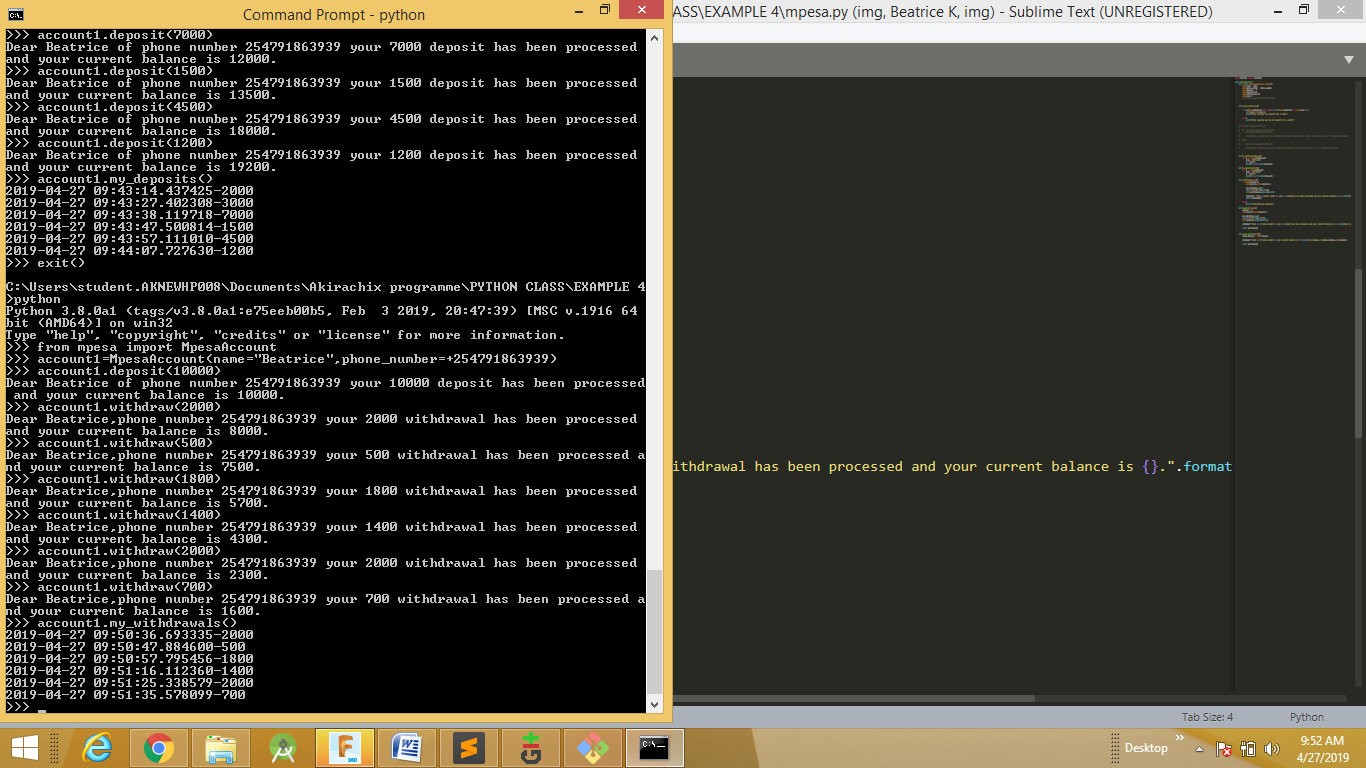 Command Prompt - python
ASS\EXAMPLE 4\mpesa.py (img, Beatrice K, img) - Sublime Text (UNREGISTERED)
>>> account1.deposit(7000)
Dear Beatrice of phone number 254791863939 your 7000 deposit has been processed
and your current balance is 12000.
>>> account1.deposit(1500)
Dear Beatrice of phone number 254791863939 your 1500 deposit has been processed
and your current balance is 13500.
>>> account1.deposit(4500)
Dear Beatrice of phone number 254791863939 your 4500 deposit has been processed
and your current balance is 18000.
>>> account1.deposit(1200)
Dear Beatrice of phone number 254791863939 your 1200 deposit has been processed
and your current balance is 19200.
>>> account1.my_deposits()
2019-04-27 09:43:14.437425-2000
2019-04-27 09:43:27.402308-3000
2019-04-27 09:43:38.119718-7000
2019-04-27 09:43:47.500814-1500
2019-04-27 09:43:57.111010-4500
2019-04-27 09:44:07.727630-1200
>>> exit()
C:\Users\student.AKNEWHP008\Documents\Akirachix programme\PYTHON CLASS\EXAMPLE 4
>python
Python 3.8.0a1 (tags/v3.8.0a1:e75eeb00b5, Feb  3 2019, 20:47:39) [MSC v.1916 64
bit (AMD64)] on win32
Type "help", "copyright", "credits" or "license" for more information.
>>> from mpesa import MpesaAccount
>>> account1=MpesaAccount(name="Beatrice",phone_number=+254791863939)
>>> account1.deposit(10000)
Dear Beatrice of phone number 254791863939 your 10000 deposit has been processed
 and your current balance is 10000.
>>> account1.withdraw(2000)
Dear Beatrice,phone number 254791863939 your 2000 withdrawal has been processed
and your current balance is 8000.
>>> account1.withdraw(500)
Dear Beatrice,phone number 254791863939 your 500 withdrawal has been processed a
nd your current balance is 7500.
>>> account1.withdraw(1800)
Dear Beatrice,phone number 254791863939 your 1800 withdrawal has been processed
and your current balance is 5700.
>>> account1.withdraw(1400)
Dear Beatrice,phone number 254791863939 your 1400 withdrawal has been processed
and your current balance is 4300.
>>> account1.withdraw(2000)
Dear Beatrice,phone number 254791863939 your 2000 withdrawal has been processed
and your current balance is 2300.
>>> account1.withdraw(700)
Dear Beatrice,phone number 254791863939 your 700 withdrawal has been processed a
nd your current balance is 1600.
>>> account1.my_withdrawals()
2019-04-27 09:50:36.693335-2000
2019-04-27 09:50:47.884600-500
2019-04-27 09:50:57.795456-1800
2019-04-27 09:51:16.112360-1400
2019-04-27 09:51:25.338579-2000
2019-04-27 09:51:35.578099-700
>>> _
ithdrawal has been processed and your current balance is {}.".format
Tab Size: 4
Python
Desktop
9:52 AM
4/27/2019